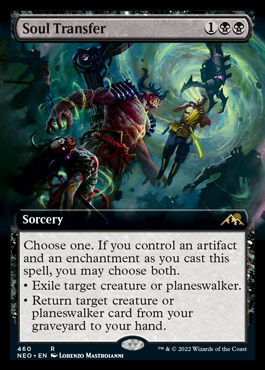 Soul Transfer 1
Sorcery
Choose one. If you control an artifact
and an enchantment as you cast this
spell, you may choose both.
• Exile target creature or planeswalker.
• Return target creature or
planeswalker card from your
graveyard to your hand.
460 R
NEO • EN LORENZO MASTROIANNI
™ & © 2022 Wizards of the Coast